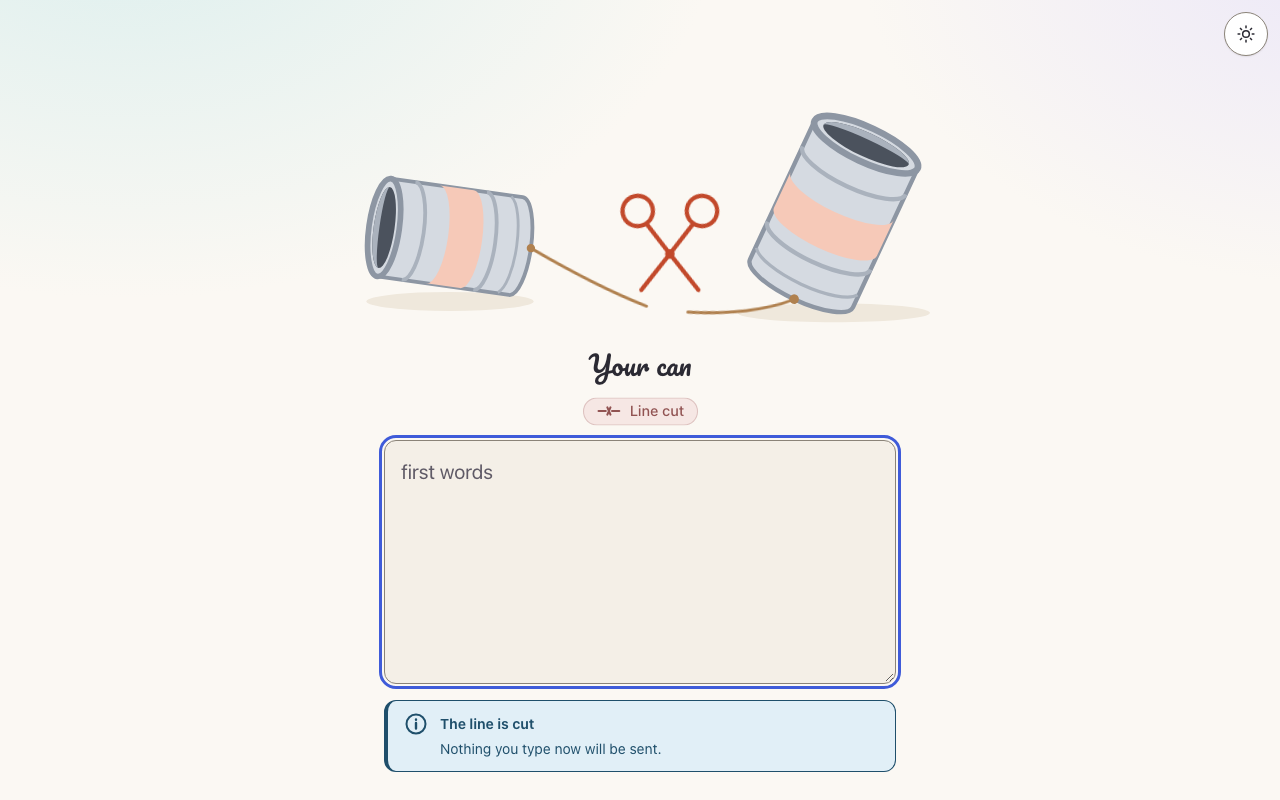 Your can
Line cut
first words
The line is cut
Nothing you type now will be sent.